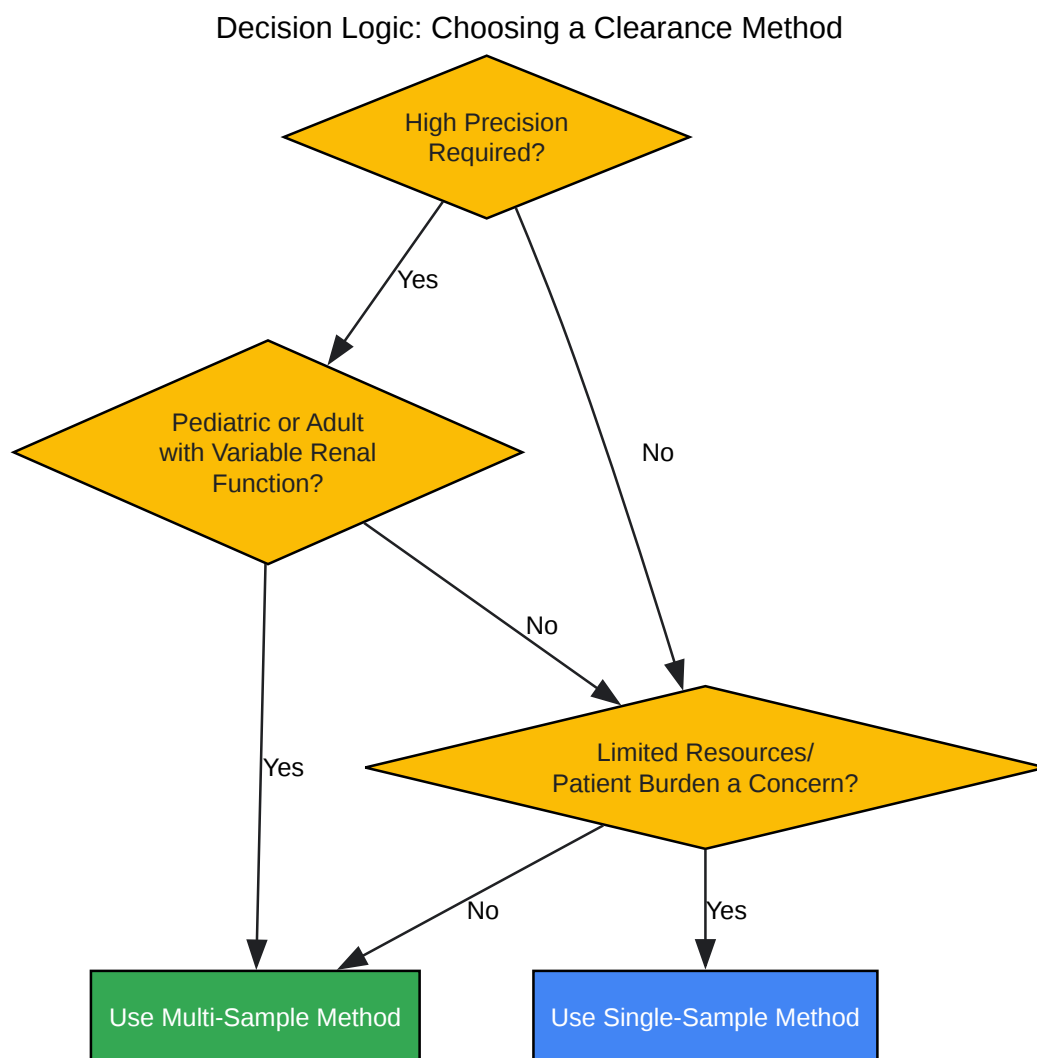 Decision Logic: Choosing a Clearance Method
High Precision
Required?
Yes
Pediatric or Adult
with Variable Renal
Function?
No
No
Limited Resources/
Patient Burden a Concern?
Yes
No
Yes
Use Multi-Sample Method
Use Single-Sample Method